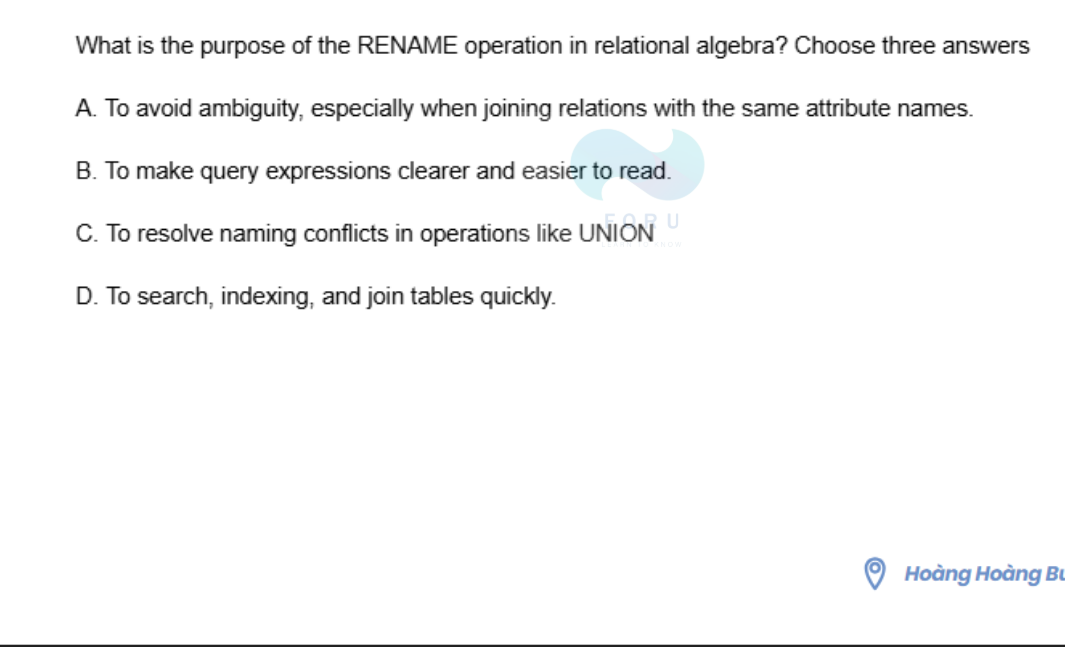 What is the purpose of the RENAME operation in relational algebra? Choose three answers
A. To avoid ambiguity, especially when joining relations with the same attribute names.
B. To make query expressions clearer and easier to read.
FORU
C. To resolve naming conflicts in operations like UNION
D. To search, indexing, and join tables quickly.
Hoàng Hoàng